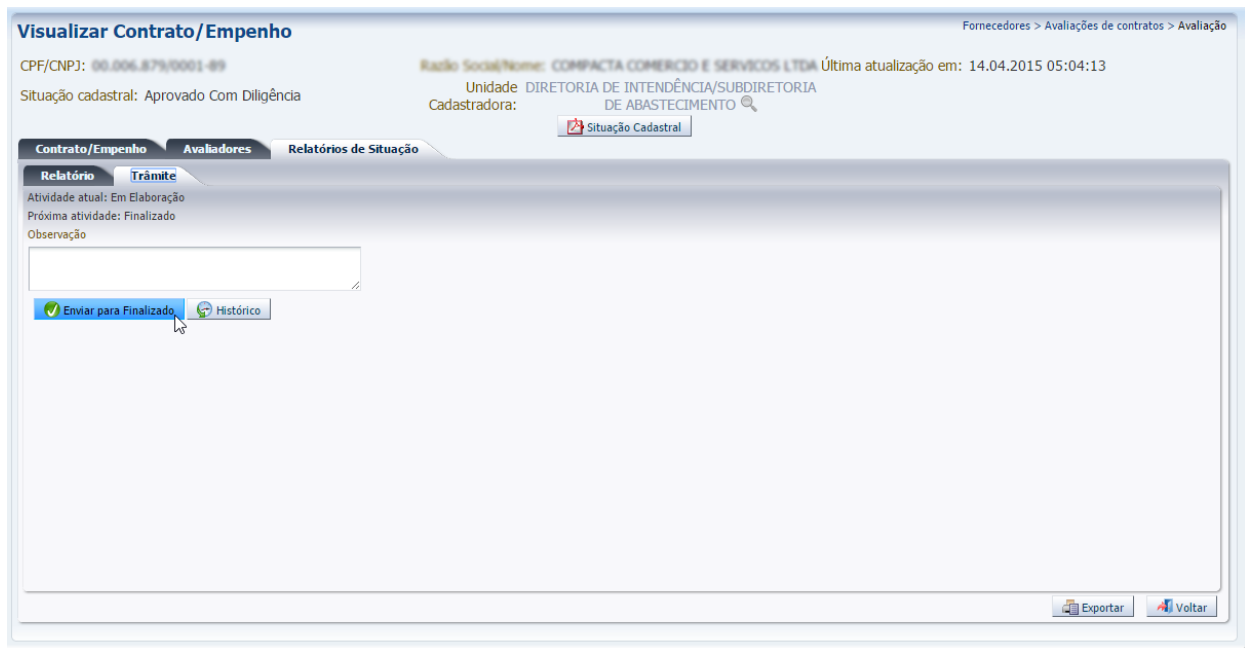 Visualizar Contrato/Empenho
Fornecedores > Avaliações de contratos > Avaliação
CPF/CNPJ: 00.006.879/0001-89
Razão Social/Nome: COMPACTA COMERCIO E SERVICOS LTDA
Última atualização em: 14.04.2015 05:04:13
Situação cadastral: Aprovado Com Diligência
Unidade Cadastradora:
DIRETORIA DE INTENDÊNCIA/SUBDIRETORIA
DE ABASTECIMENTO
Situação Cadastral
Contrato/Empenho Avaliadores Relatórios de Situação
Relatório Trâmite
Atividade atual: Em Elaboração
Próxima atividade: Finalizado
Observação
Enviar para Finalizado Histórico
Exportar Voltar